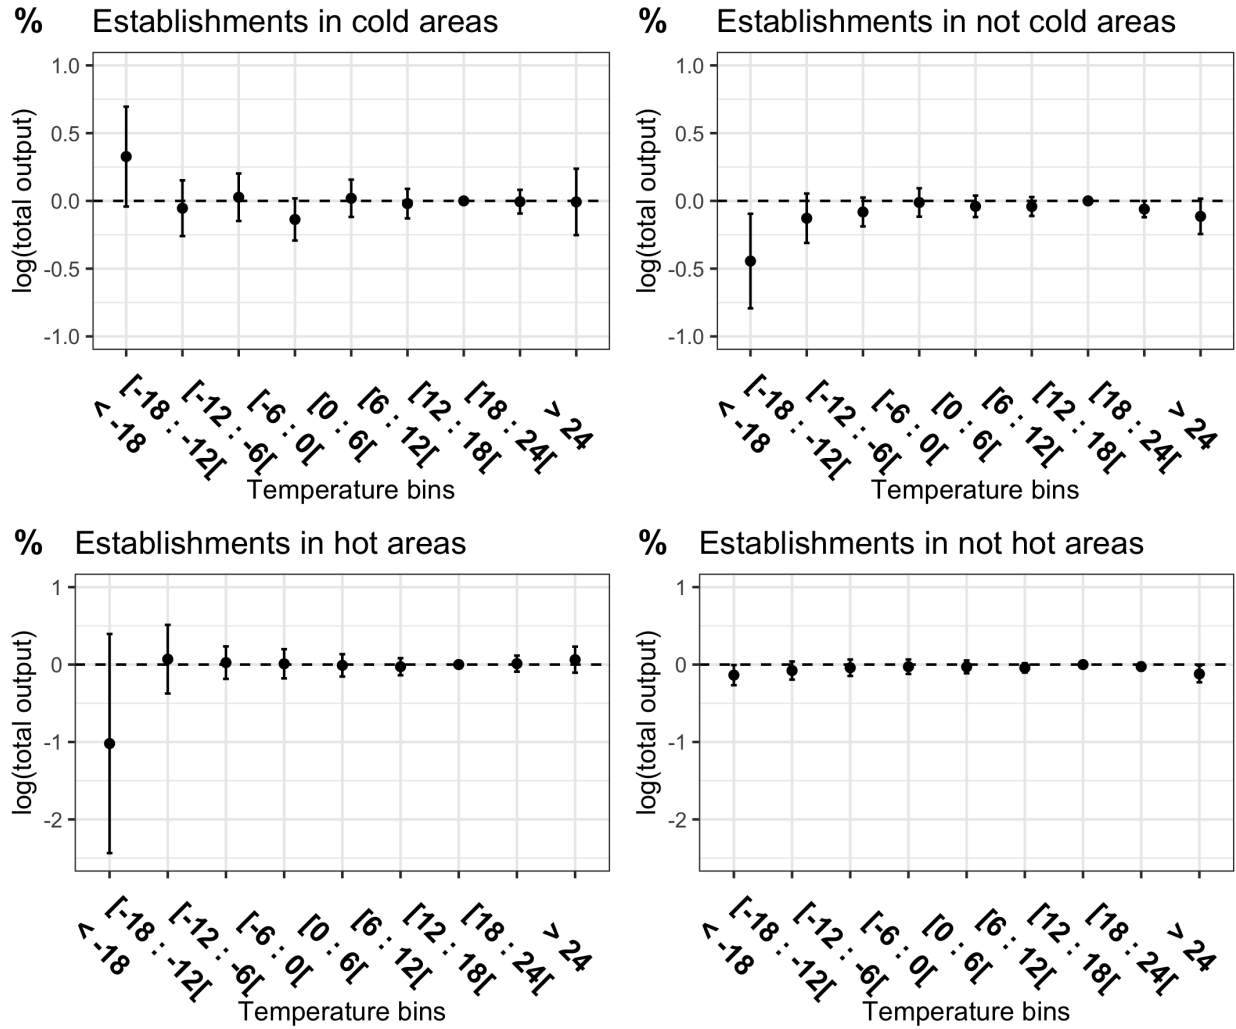 % Establishments in cold areas
log(total output)
1.0
0.5
0.0
-0.5
-1.0
< -18
[-18 : -12[
[-12 : -6[
[-6 : 0[
[0 : 6[
[6 : 12[
[12 : 18[
[18 : 24[
> 24
Temperature bins
% Establishments in not cold areas
log(total output)
1.0
0.5
0.0
-0.5
-1.0
< -18
[-18 : -12[
[-12 : -6[
[-6 : 0[
[0 : 6[
[6 : 12[
[12 : 18[
[18 : 24[
> 24
Temperature bins
% Establishments in hot areas
log(total output)
1
0
-1
-2
< -18
[-18 : -12[
[-12 : -6[
[-6 : 0[
[0 : 6[
[6 : 12[
[12 : 18[
[18 : 24[
> 24
Temperature bins
% Establishments in not hot areas
log(total output)
1
0
-1
-2
< -18
[-18 : -12[
[-12 : -6[
[-6 : 0[
[0 : 6[
[6 : 12[
[12 : 18[
[18 : 24[
> 24
Temperature bins